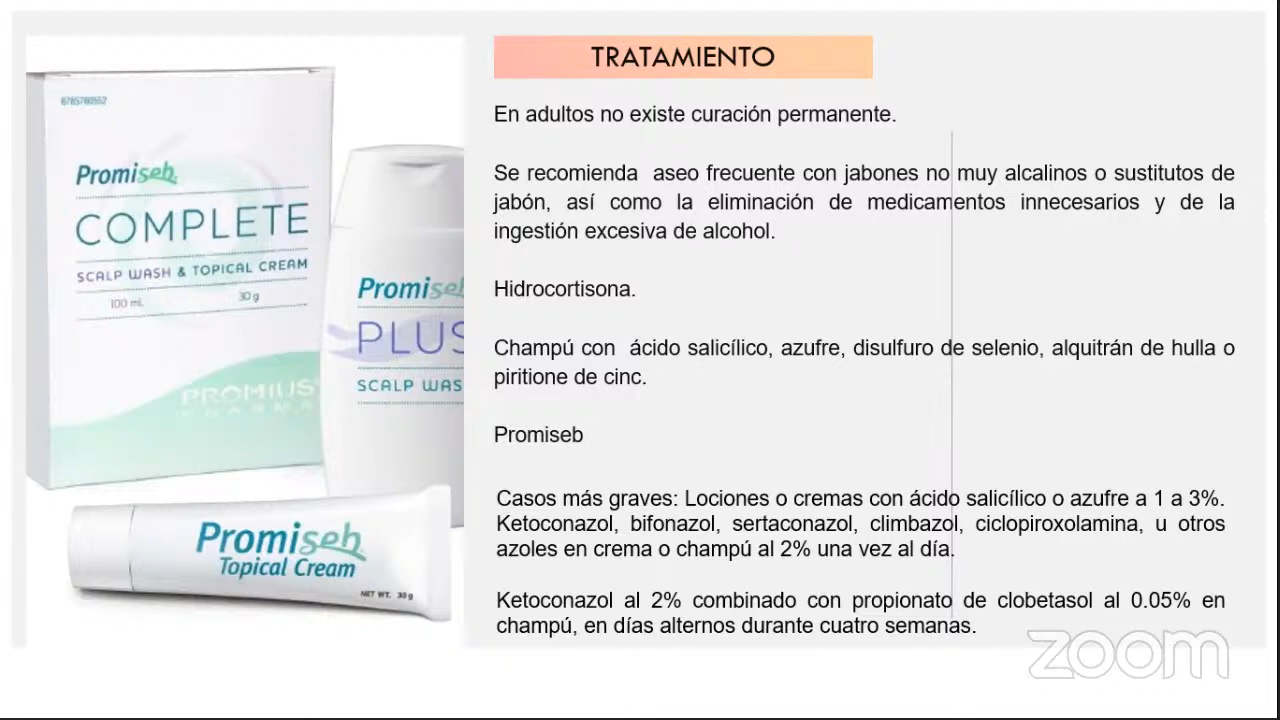 TRATAMIENTO
En adultos no existe curación permanente.
Se recomienda aseo frecuente con jabones no muy alcalinos o sustitutos de
jabón, así como la eliminación de medicamentos innecesarios y de la
ingestión excesiva de alcohol.
Hidrocortisona.
Champú con ácido salicílico, azufre, disulfuro de selenio, alquitrán de hulla o
piritione de cinc.
Promiseb
Casos más graves: Lociones o cremas con ácido salicílico o azufre a 1 a 3%.
Ketoconazol, bifonazol, sertaconazol, climbazol, ciclopiroxolamina, u otros
azoles en crema o champú al 2% una vez al día.
Ketoconazol al 2% combinado con propionato de clobetasol al 0.05% en
champú, en días alternos durante cuatro semanas.
Promiseb
COMPLETE
SCALP WASH & TOPICAL CREAM
100 mL 30 g
PROMIUS
PHARMA
Promiseb
PLUS
SCALP WAS
Promiseb
Topical Cream
NET WT. 30 g
zoom